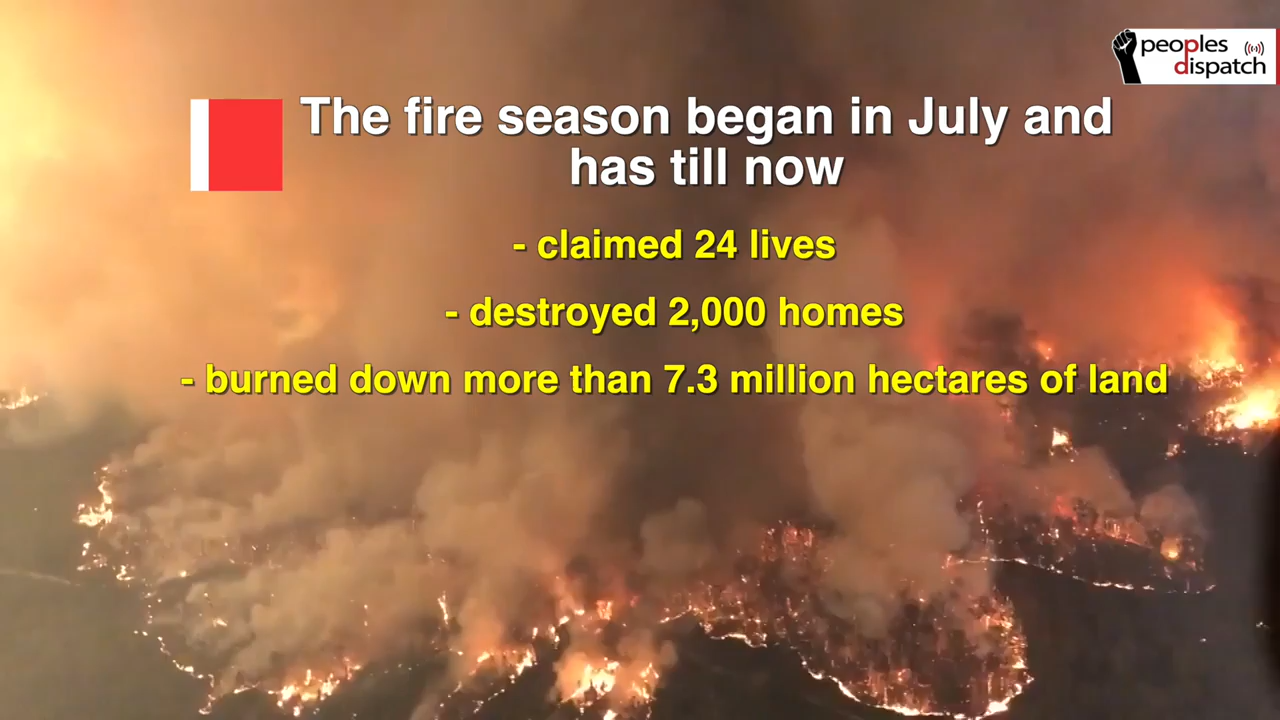 peoples
dispatch
The fire season began in July and
has till now
- claimed 24 lives
- destroyed 2,000 homes
- burned down more than 7.3 million hectares of land